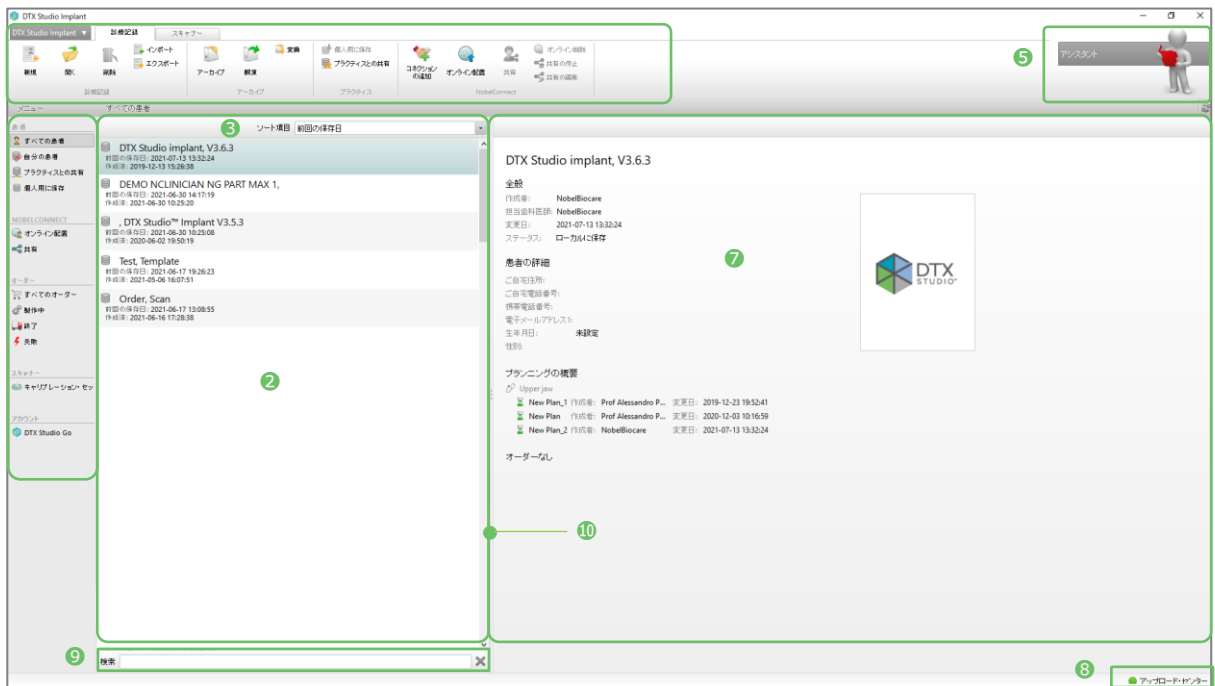 DTX Studio Implant
DTX Studio Implant ▼ 診療記録 スキャナー
新規 開く 削除 インポート エクスポート アーカイブ 解凍 変換 個人用に保存 プラクティスとの共有 コネクションの追加 オンライン配置 共有 オンライン削除 共有の停止 共有の編集
診療記録 アーカイブ プラクティス NobelConnect
5
アシスタント
メニュー すべての患者
患者
すべての患者
自分の患者
プラクティスとの共有
個人用に保存
NOBELCONNECT
オンライン配置
共有
オーダー
すべてのオーダー
製作中
終了
失敗
スキャナー
キャリブレーション・セッ
アカウント
DTX Studio Go
3 ソート項目 前回の保存日
DTX Studio implant, V3.6.3
前回の保存日: 2021-07-13 13:32:24
作成済: 2019-12-13 15:26:38
DEMO NCLINICIAN NG PART MAX 1,
前回の保存日: 2021-06-30 14:17:19
作成済: 2021-06-30 10:25:20
, DTX Studio™ Implant V3.5.3
前回の保存日: 2021-06-30 10:25:08
作成済: 2020-06-02 19:50:19
Test, Template
前回の保存日: 2021-06-17 19:26:23
作成済: 2021-05-06 16:07:51
Order, Scan
前回の保存日: 2021-06-17 13:08:55
作成済: 2021-06-16 17:28:38
2
9
検索
DTX Studio implant, V3.6.3
全般
作成者: NobelBiocare
担当歯科医師: NobelBiocare
変更日: 2021-07-13 13:32:24
ステータス: ローカルに保存
7
DTX
STUDIO™
患者の詳細
ご自宅住所:
ご自宅電話番号:
携帯電話番号:
電子メールアドレス1:
生年月日: 未設定
性別:
プランニングの概要
Upper jaw
New Plan_1 作成者: Prof Alessandro P... 変更日: 2019-12-23 19:52:41
New Plan 作成者: Prof Alessandro P... 変更日: 2020-12-03 10:16:59
New Plan_2 作成者: NobelBiocare 変更日: 2021-07-13 13:32:24
オーダーなし
10
8
アップロード・センター